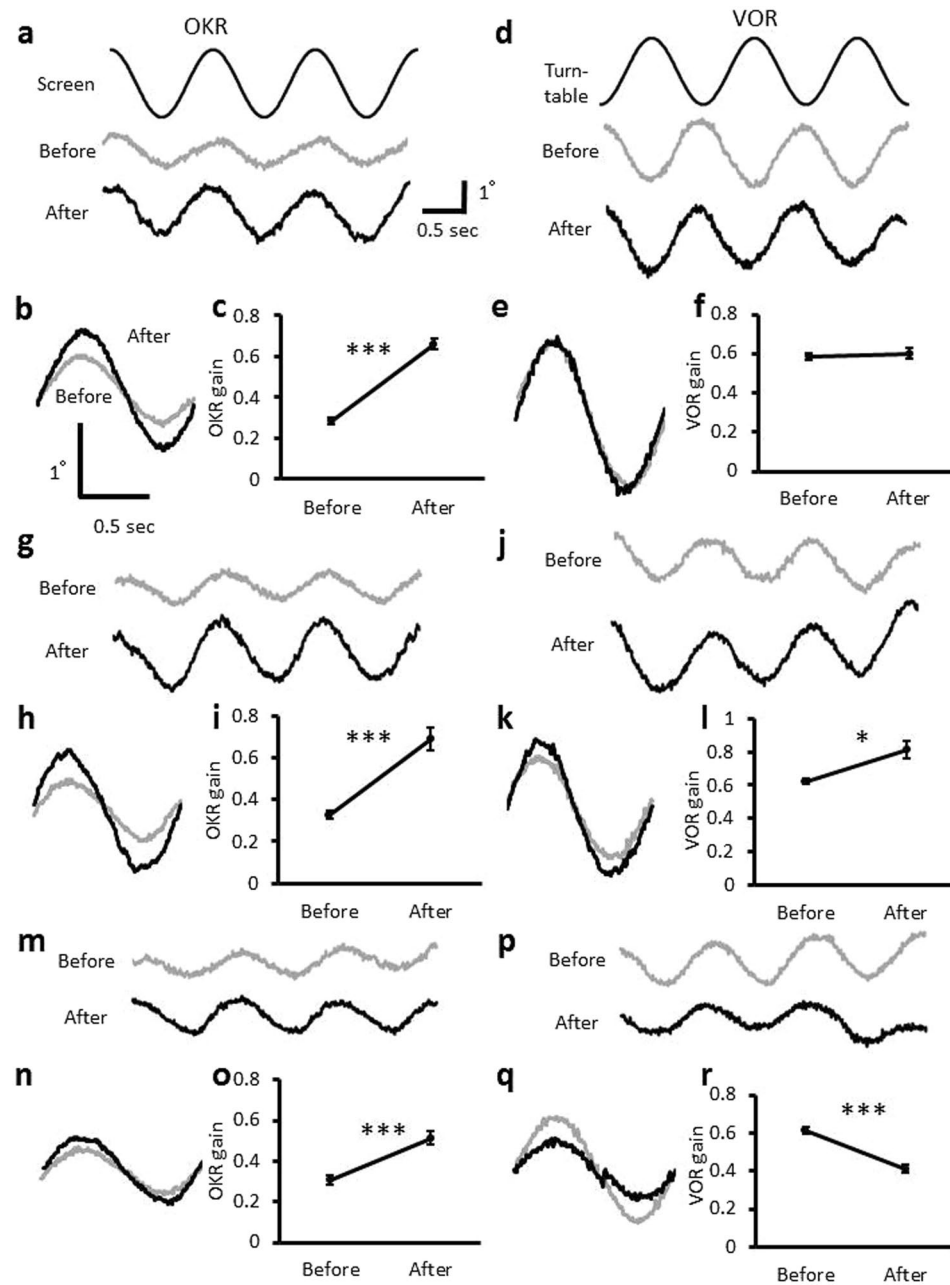 a
OKR
d
VOR
Screen
Turn-
table
Before
Before
After
1°
0.5 sec
After
b
After
Before
1°
0.5 sec
c
0.8
0.6
0.4
0.2
0
OKR gain
***
Before
After
e
f
0.8
0.6
0.4
0.2
0
VOR gain
Before
After
g
Before
After
j
Before
After
h
i
0.8
0.6
0.4
0.2
0
OKR gain
***
Before
After
k
l
1
0.8
0.6
0.4
0.2
0
VOR gain
*
Before
After
m
Before
After
p
Before
After
n
o
0.8
0.6
0.4
0.2
0
OKR gain
***
Before
After
q
r
0.8
0.6
0.4
0.2
0
VOR gain
***
Before
After